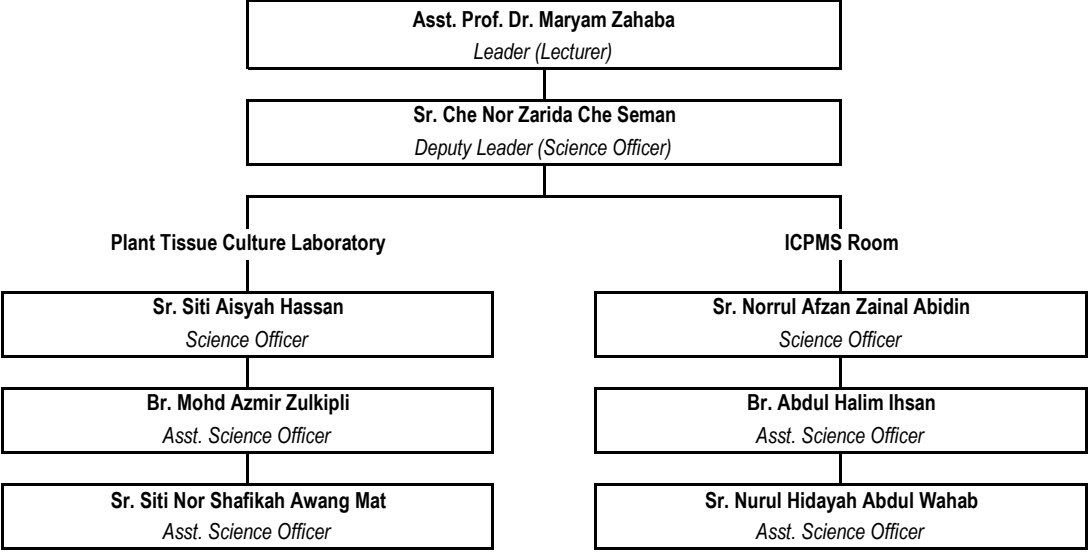 Asst. Prof. Dr. Maryam Zahaba
Leader (Lecturer)
Sr. Che Nor Zarida Che Seman
Deputy Leader (Science Officer)
Plant Tissue Culture Laboratory
Sr. Siti Aisyah Hassan
Science Officer
Br. Mohd Azmir Zulkipli
Asst. Science Officer
Sr. Siti Nor Shafikah Awang Mat
Asst. Science Officer
ICPMS Room
Sr. Norrul Afzan Zainal Abidin
Science Officer
Br. Abdul Halim Ihsan
Asst. Science Officer
Sr. Nurul Hidayah Abdul Wahab
Asst. Science Officer